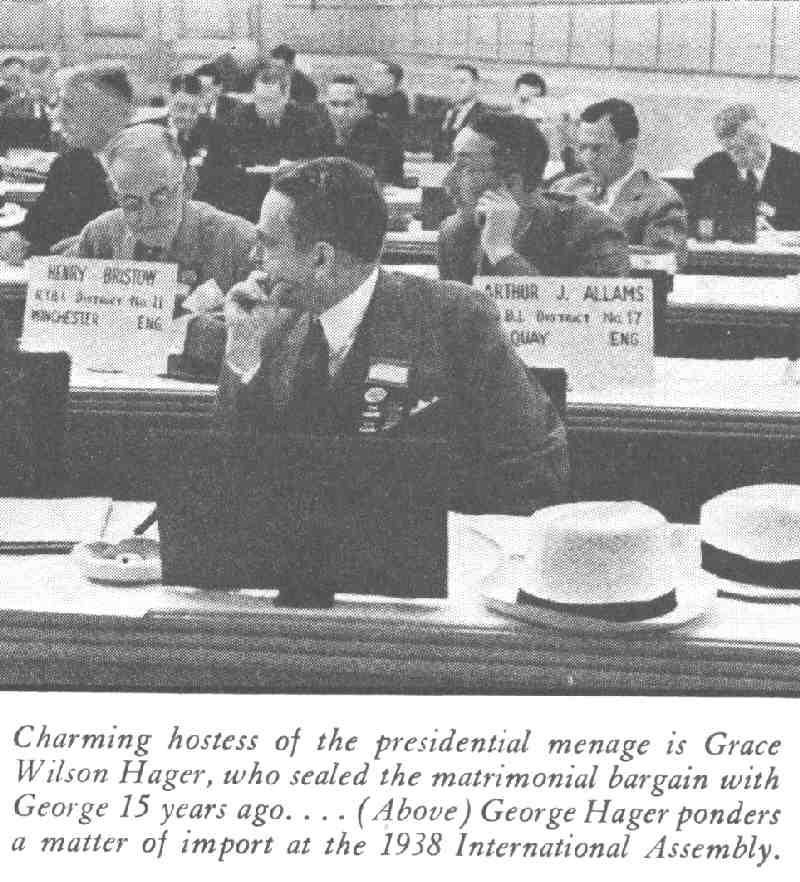 HENRY BRISTOW
R.I.B.I. DISTRICT No. 11
WINCHESTER ENG
ARTHUR J. ALLAMS
B.I. DISTRICT No. 17
QUAY ENG
Charming hostess of the presidential menage is Grace
Wilson Hager, who sealed the matrimonial bargain with
George 15 years ago. . . . (Above) George Hager ponders
a matter of import at the 1938 International Assembly.